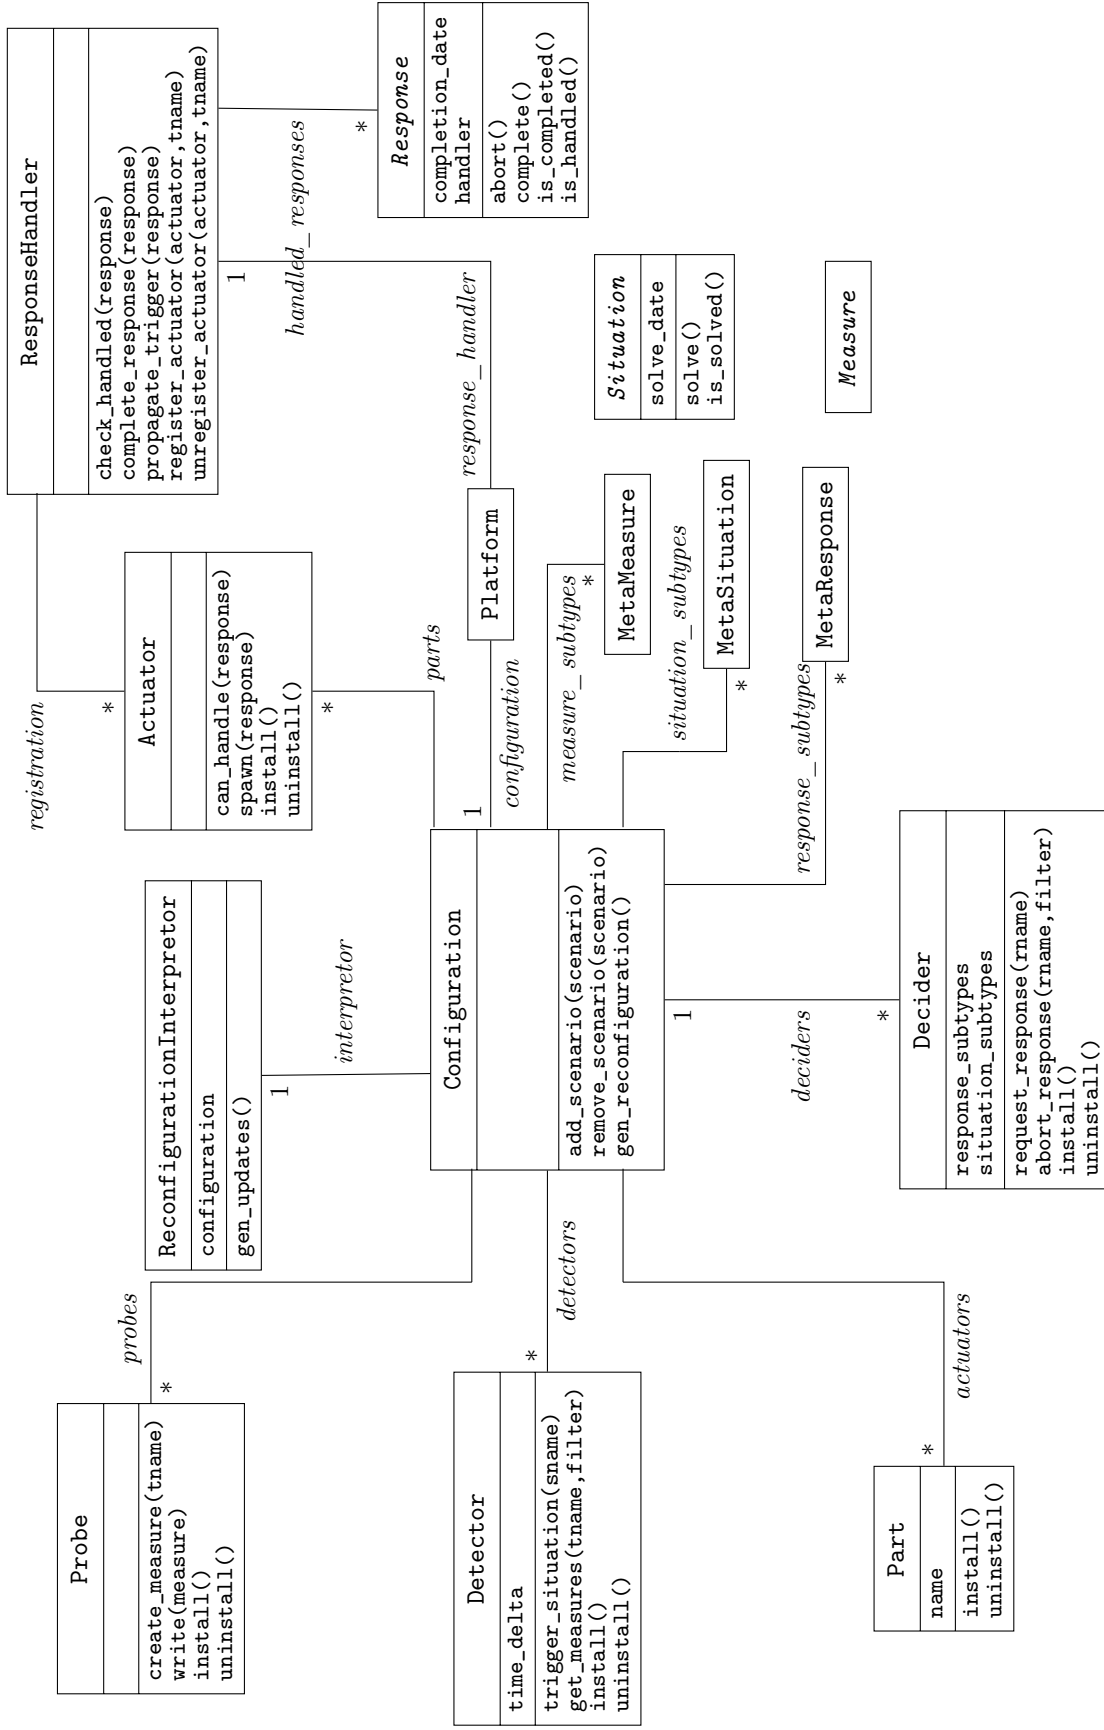 Probe
create_measure(tname)
write(measure)
install()
uninstall()
probes
*
ReconfigurationInterpretor
configuration
gen_updates()
1
interpretor
registration
*
Actuator
can_handle(response)
spawn(response)
install()
uninstall()
*
parts
ResponseHandler
check_handled(response)
complete_response(response)
propagate_trigger(response)
register_actuator(actuator,tname)
unregister_actuator(actuator,tname)
1
handled_responses
*
Response
completion_date
handler
abort()
complete()
is_completed()
is_handled()
Detector
time_delta
trigger_situation(sname)
get_measures(tname,filter)
install()
uninstall()
*
detectors
Configuration
add_scenario(scenario)
remove_scenario(scenario)
gen_reconfiguration()
1
configuration
Platform
response_handler
measure_subtypes
*
MetaMeasure
situation_subtypes
*
MetaSituation
response_subtypes
*
MetaResponse
Situation
solve_date
solve()
is_solved()
Measure
Part
name
install()
uninstall()
*
actuators
1
deciders
*
Decider
response_subtypes
situation_subtypes
request_response(rname)
abort_response(rname,filter)
install()
uninstall()